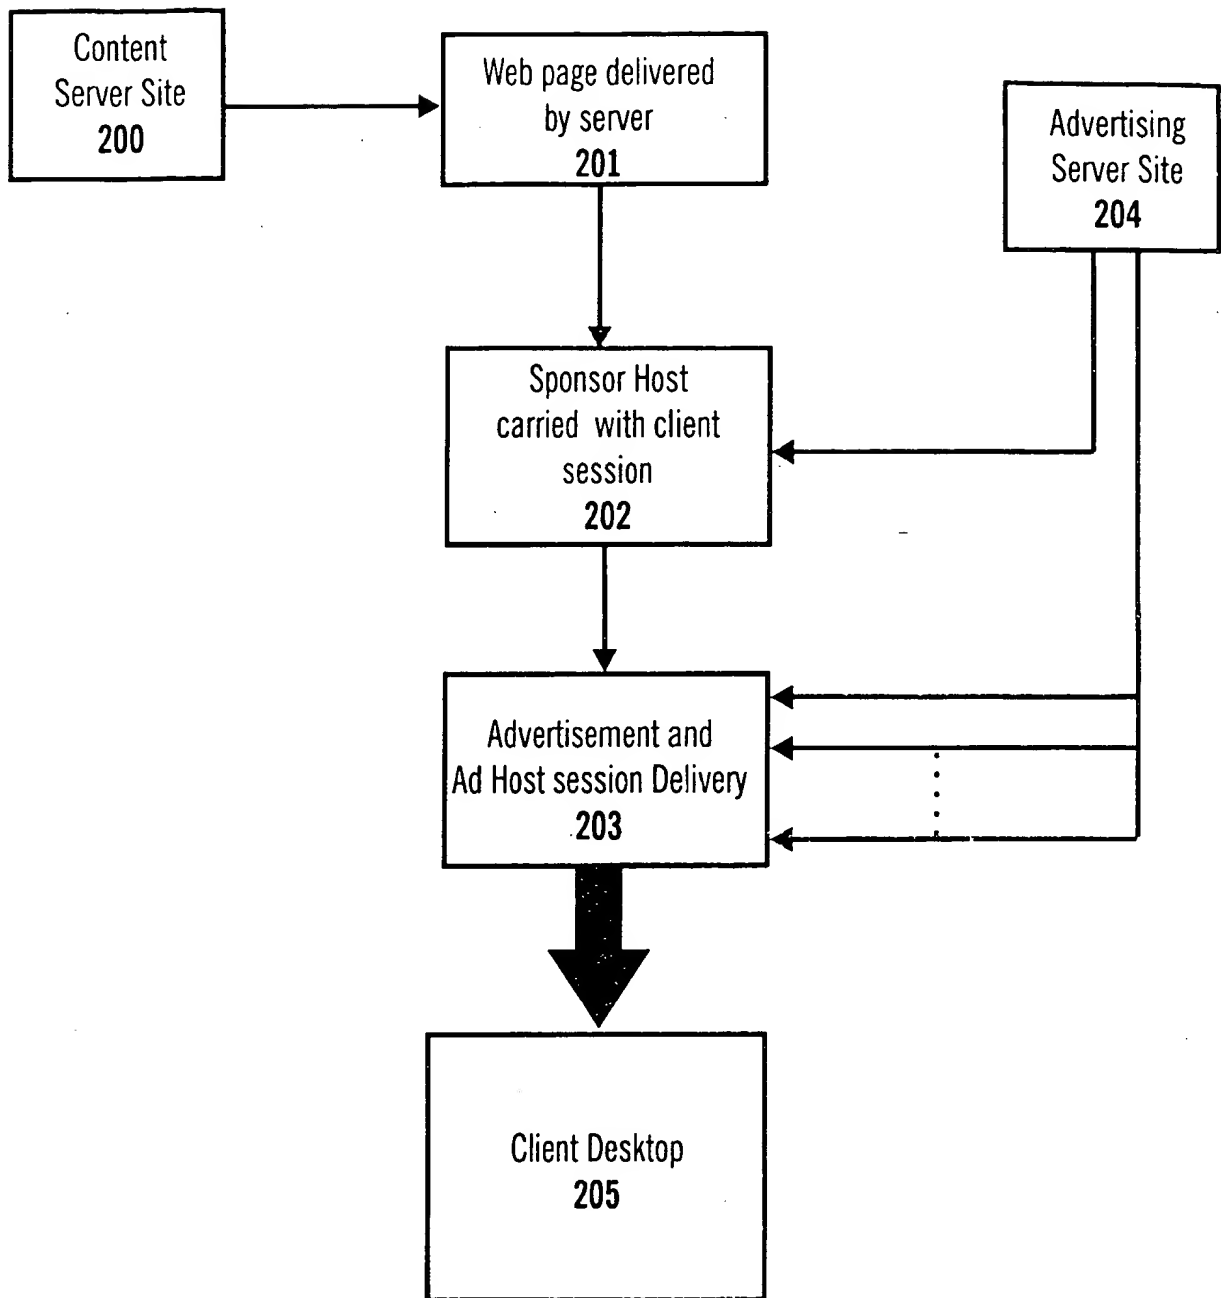 Content
Server Site
200
Web page delivered
by server
201
Advertising
Server Site
204
Sponsor Host
carried with client
session
202
Advertisement and
Ad Host session Delivery
203
Client Desktop
205